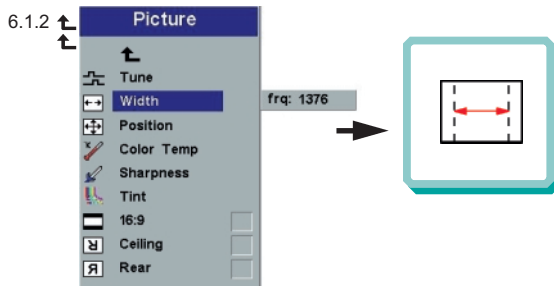 6.1.2
Picture
Tune
Width frq: 1376
Position
Color Temp
Sharpness
Tint
16:9
Ceiling
Rear